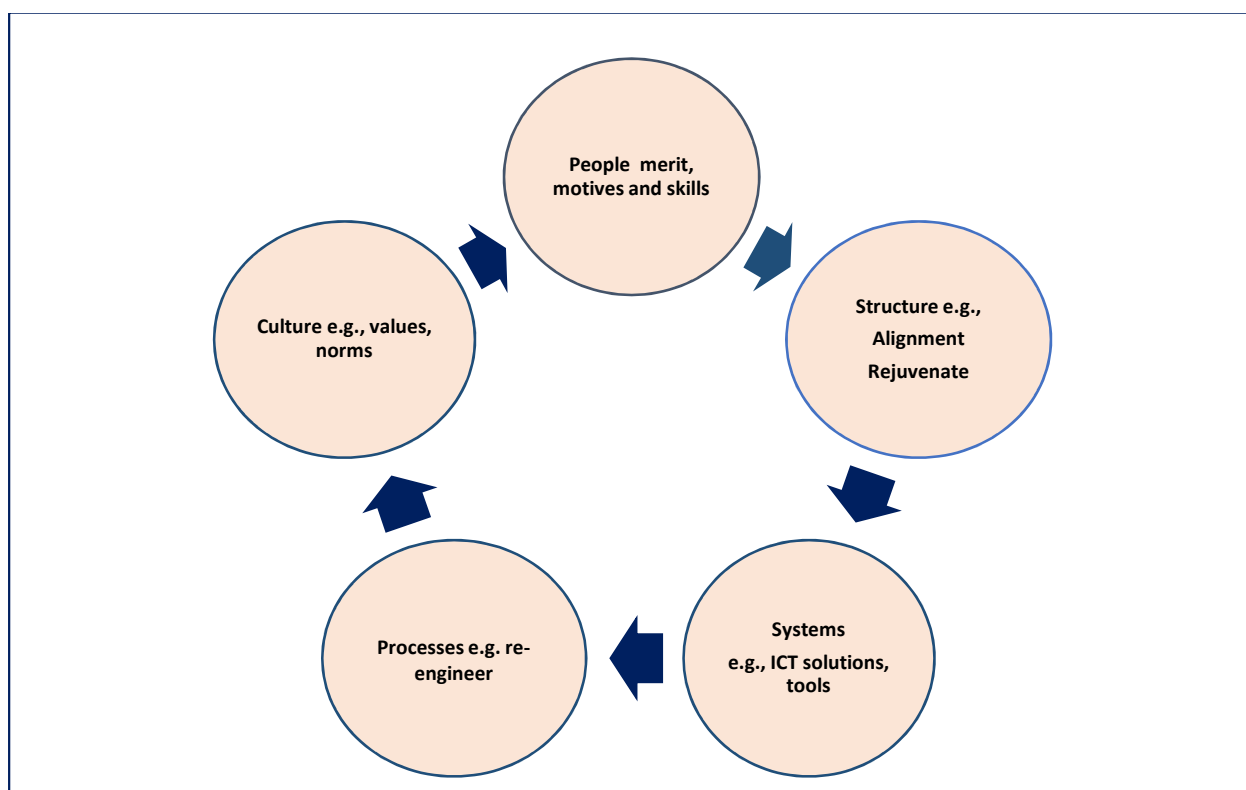 People merit,
motives and skills
Structure e.g.,
Alignment
Rejuvenate
Systems
e.g., ICT solutions,
tools
Processes e.g. re-
engineer
Culture e.g., values,
norms